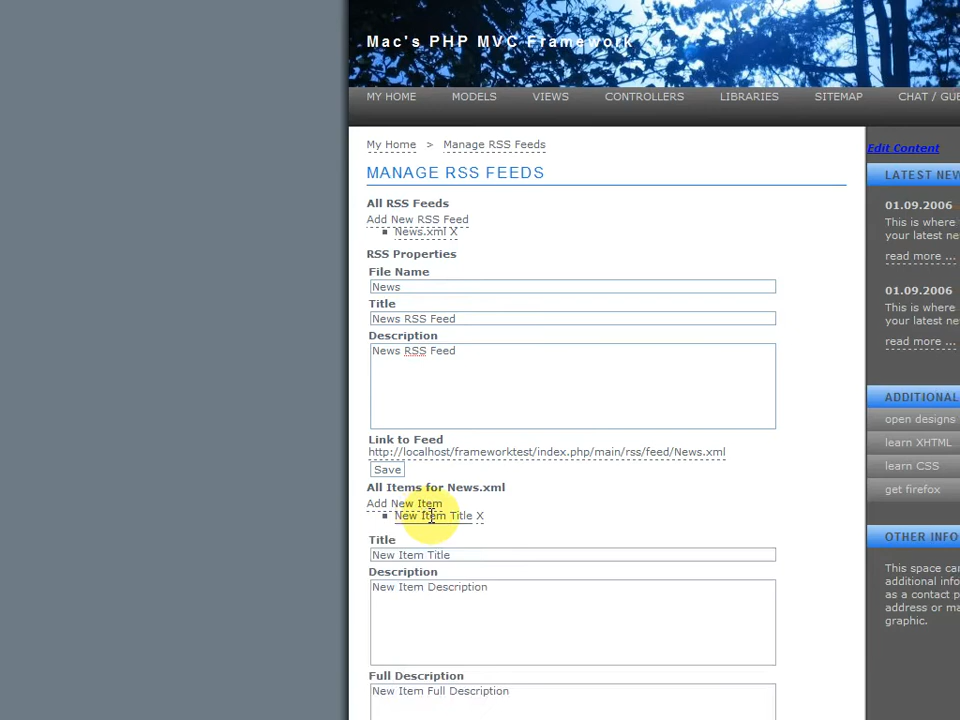 Mac's PHP MVC Framework
MY HOME MODELS VIEWS CONTROLLERS LIBRARIES SITEMAP CHAT / GUE
My Home > Manage RSS Feeds
Edit Content
MANAGE RSS FEEDS
LATEST NEW
All RSS Feeds
01.09.2006
Add New RSS Feed
This is where
News.xml X
your latest ne
RSS Properties
read more ...
File Name
News
01.09.2006
Title
This is where
News RSS Feed
your latest ne
Description
read more ...
News RSS Feed
ADDITIONAL
open designs
Link to Feed
learn XHTML
http://localhost/frameworktest/index.php/main/rss/feed/News.xml
Save
learn CSS
All Items for News.xml
get firefox
Add New Item
New Item Title X
Title
OTHER INFO
New Item Title
Description
This space can
New Item Description
additional info
as a contact p
address or ma
graphic.
Full Description
New Item Full Description